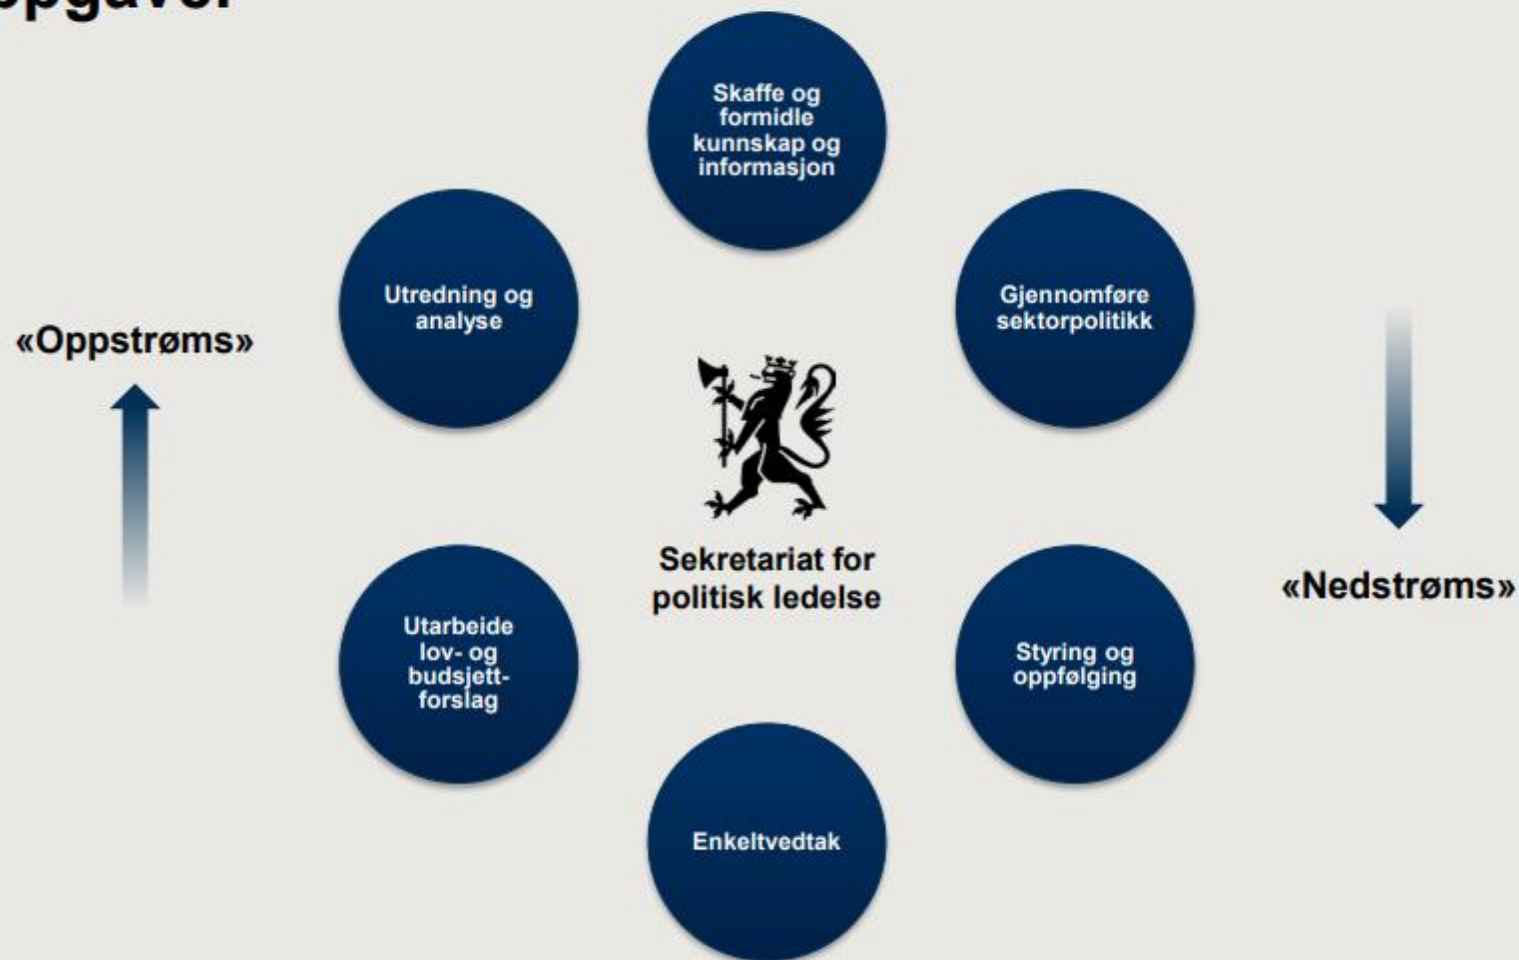 Skaffe og
formidle
kunnskap og
informasjon
Utredning og
analyse
Gjennomføre
sektorpolitikk
«Oppstrøms»
Sekretariat for
politisk ledelse
«Nedstrøms»
Utarbeide
lov- og
budsjett-
forslag
Styring og
oppfølging
Enkeltvedtak